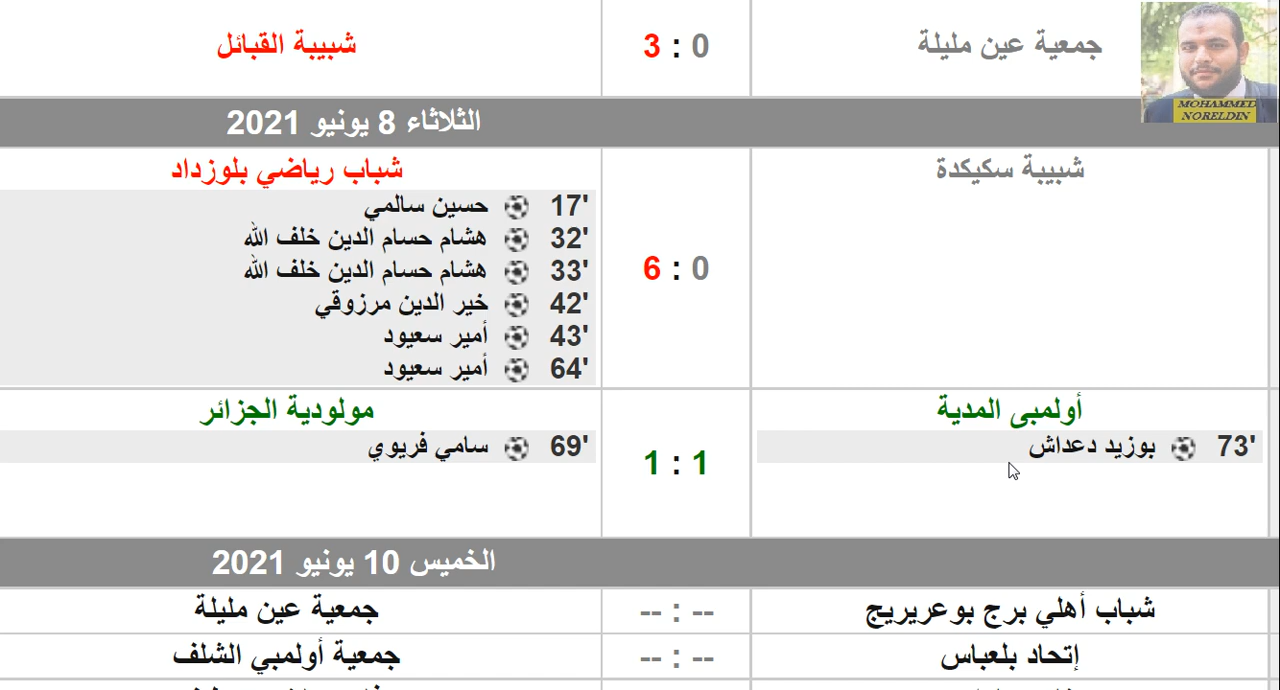 جمعية عين مليلة 0 : 3 شبيبة القبائل
MOHAMMED
NORELDIN
الثلاثاء 8 يونيو 2021
شبيبة سكيكدة 0 : 6 شباب رياضي بلوزداد
17' حسين سالمي
32' هشام حسام الدين خلف الله
33' هشام حسام الدين خلف الله
42' خير الدين مرزوقي
43' أمير سعيود
64' أمير سعيود
أولمبى المدية 1 : 1 مولودية الجزائر
73' بوزيد دعداش
69' سامي فريوي
الخميس 10 يونيو 2021
شباب أهلي برج بوعريريج -- : -- جمعية عين مليلة
إتحاد بلعباس -- : -- جمعية أولمبي الشلف